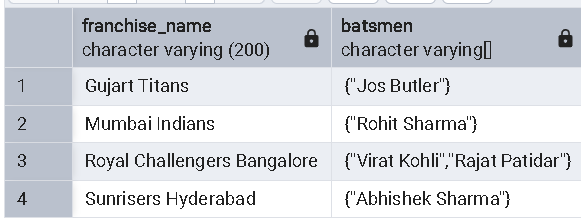 franchise_name batsmen
character varying (200) character varying[]
1 Gujart Titans {"Jos Butler"}
2 Mumbai Indians {"Rohit Sharma"}
3 Royal Challengers Bangalore {"Virat Kohli","Rajat Patidar"}
4 Sunrisers Hyderabad {"Abhishek Sharma"}